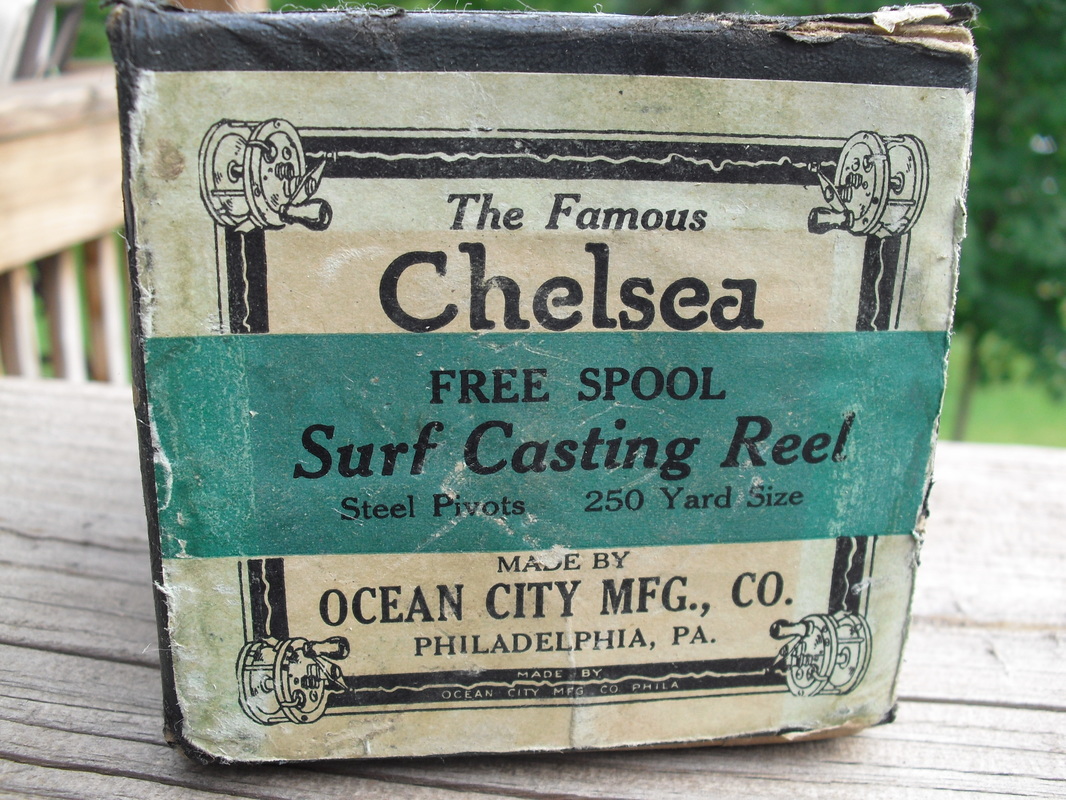 The Famous
Chelsea
FREE SPOOL
Surf Casting Reel
Steel Pivots 250 Yard Size
MADE BY
OCEAN CITY MFG., CO.
PHILADELPHIA, PA.
MADE BY
OCEAN CITY MFG. CO PHILA